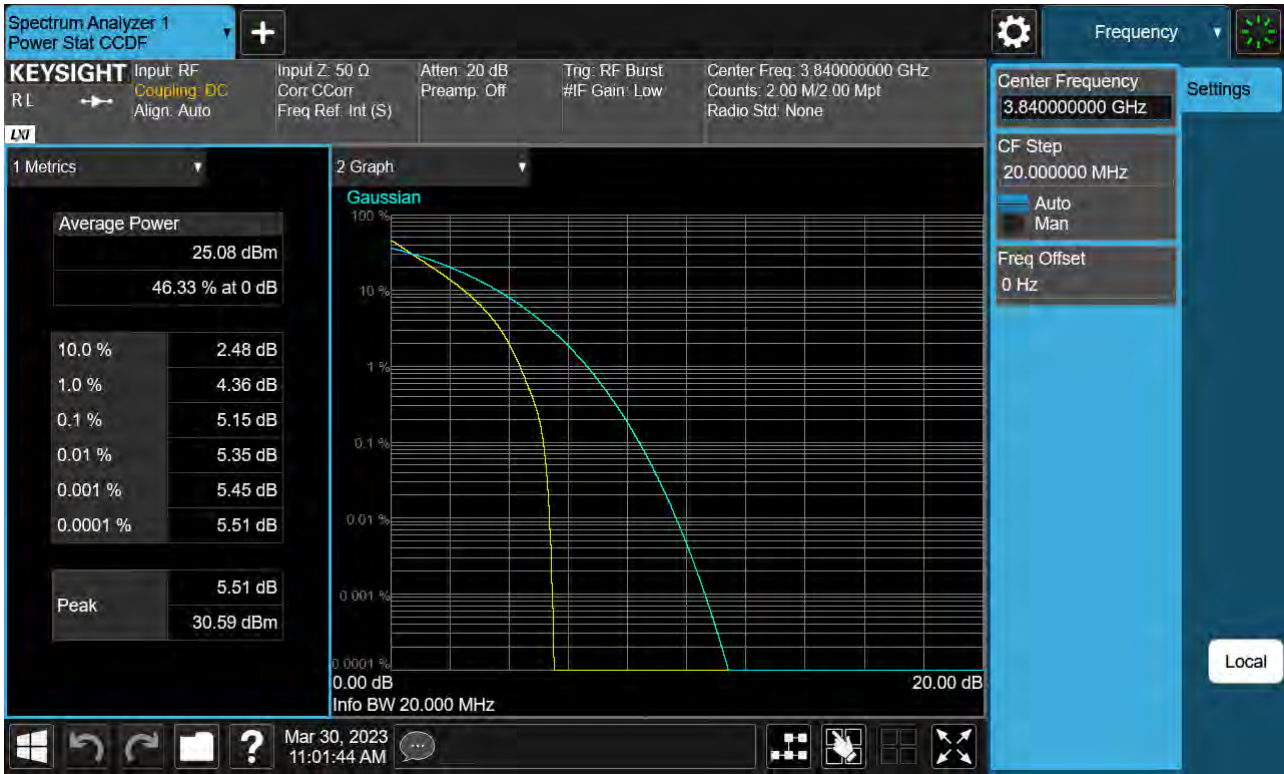 Spectrum Analyzer 1
Power Stat CCDF
+
Frequency
KEYSIGHT
RL
LXI
Input: RF
Coupling: DC
Align: Auto
Input Z: 50 Ω
Corr CCorr
Freq Ref: Int (S)
Atten: 20 dB
Preamp: Off
Trig: RF Burst
#IF Gain: Low
Center Freq: 3.840000000 GHz
Counts: 2.00 M/2.00 Mpt
Radio Std: None
Center Frequency
3.840000000 GHz
Settings
CF Step
20.000000 MHz
Auto
Man
Freq Offset
0 Hz
1 Metrics
Average Power
25.08 dBm
46.33 % at 0 dB
10.0 % 2.48 dB
1.0 % 4.36 dB
0.1 % 5.15 dB
0.01 % 5.35 dB
0.001 % 5.45 dB
0.0001 % 5.51 dB
Peak
5.51 dB
30.59 dBm
2 Graph
Gaussian
100 %
10 %
1 %
0.1 %
0.01 %
0.001 %
0.0001 %
0.00 dB
20.00 dB
Info BW 20.000 MHz
Local
?
Mar 30, 2023
11:01:44 AM